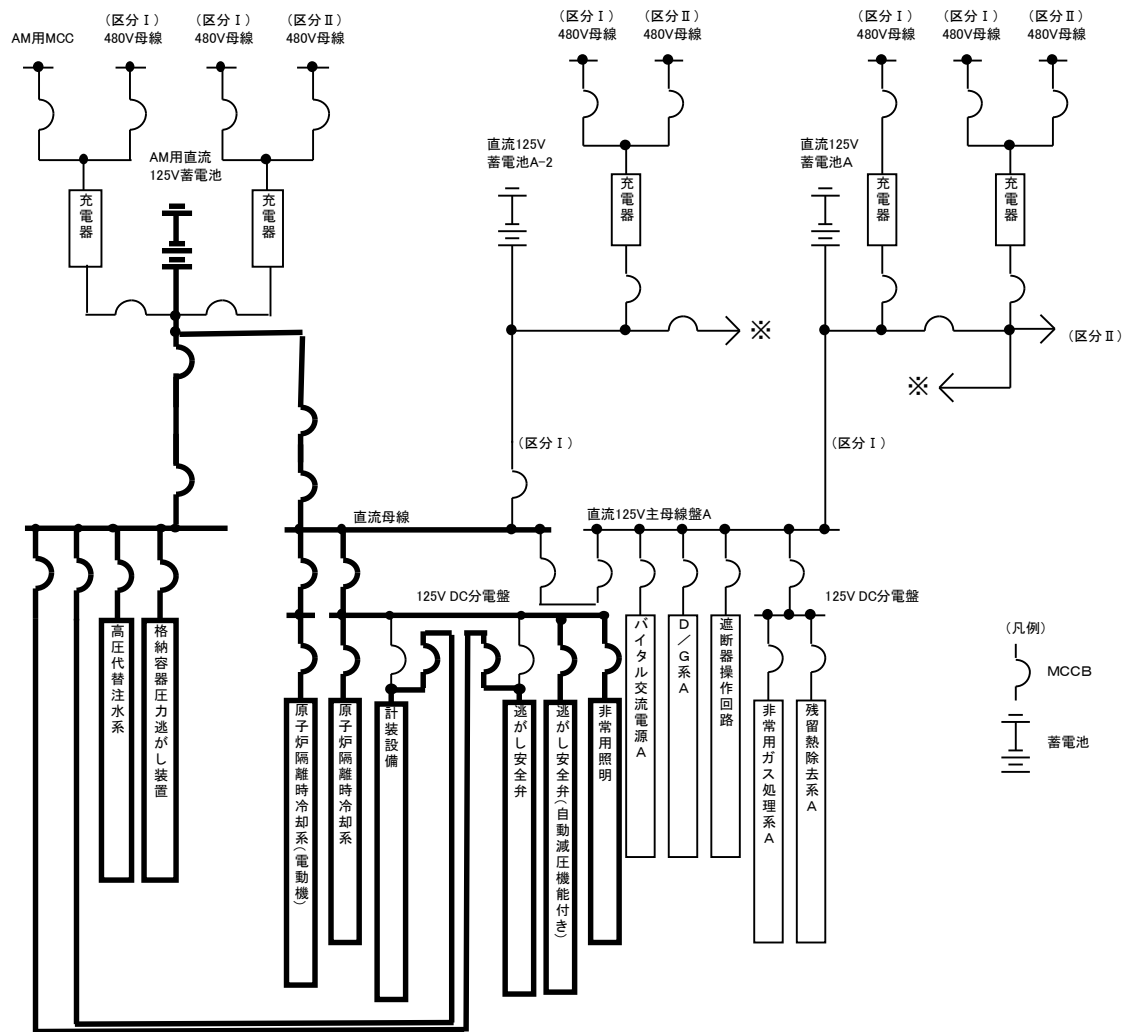 AM用MCC
(区分Ⅰ)
480V母線
(区分Ⅰ)
480V母線
(区分Ⅱ)
480V母線
(区分Ⅰ)
480V母線
(区分Ⅱ)
480V母線
(区分Ⅰ)
480V母線
(区分Ⅰ)
480V母線
(区分Ⅱ)
480V母線
AM用直流
125V蓄電池
直流125V
蓄電池A-2
直流125V
蓄電池A
充電器
充電器
充電器
充電器
充電器
※
(区分Ⅱ)
※
(区分Ⅰ)
(区分Ⅰ)
直流母線
直流125V主母線盤A
125V DC分電盤
125V DC分電盤
高圧代替注水系
格納容器圧力逃がし装置
原子炉隔離時冷却系(電動機)
原子炉隔離時冷却系
計装設備
逃がし安全弁
逃がし安全弁(自動減圧機能付き)
非常用照明
バイタル交流電源A
D/G系A
遮断器操作回路
非常用ガス処理系A
残留熱除去系A
(凡例)
MCCB
蓄電池